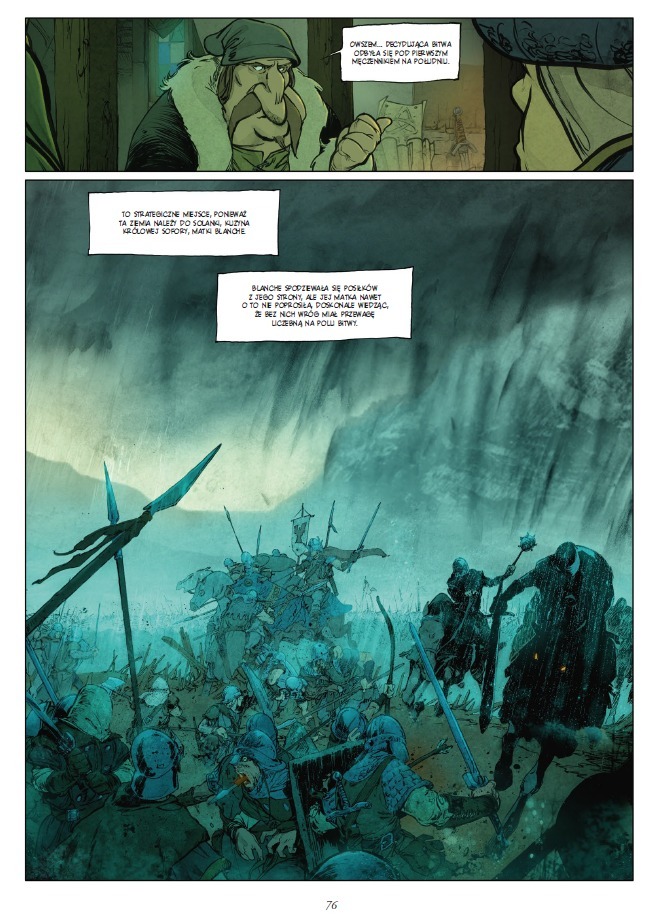 OWSZEM... DECYDUJĄCA BITWA
ODBYŁA SIĘ POD PIERWSZYM
MĘCZENNIKIEM NA POŁUDNIU.
TO STRATEGICZNE MIEJSCE, PONIEWAŻ
TA ZIEMIA NALEŻY DO SOLANKI, KUZYNA
KRÓLOWEJ SOFORY, MATKI BLANCHE.
BLANCHE SPODZIEWAŁA SIĘ POSIŁKÓW
Z JEGO STRONY, ALE JEJ MATKA NAWET
O TO NIE POPROSIŁA, DOSKONALE WIEDZĄC,
ŻE BEZ NICH WRÓG MIAŁ PRZEWAGĘ
LICZEBNĄ NA POLU BITWY.
76